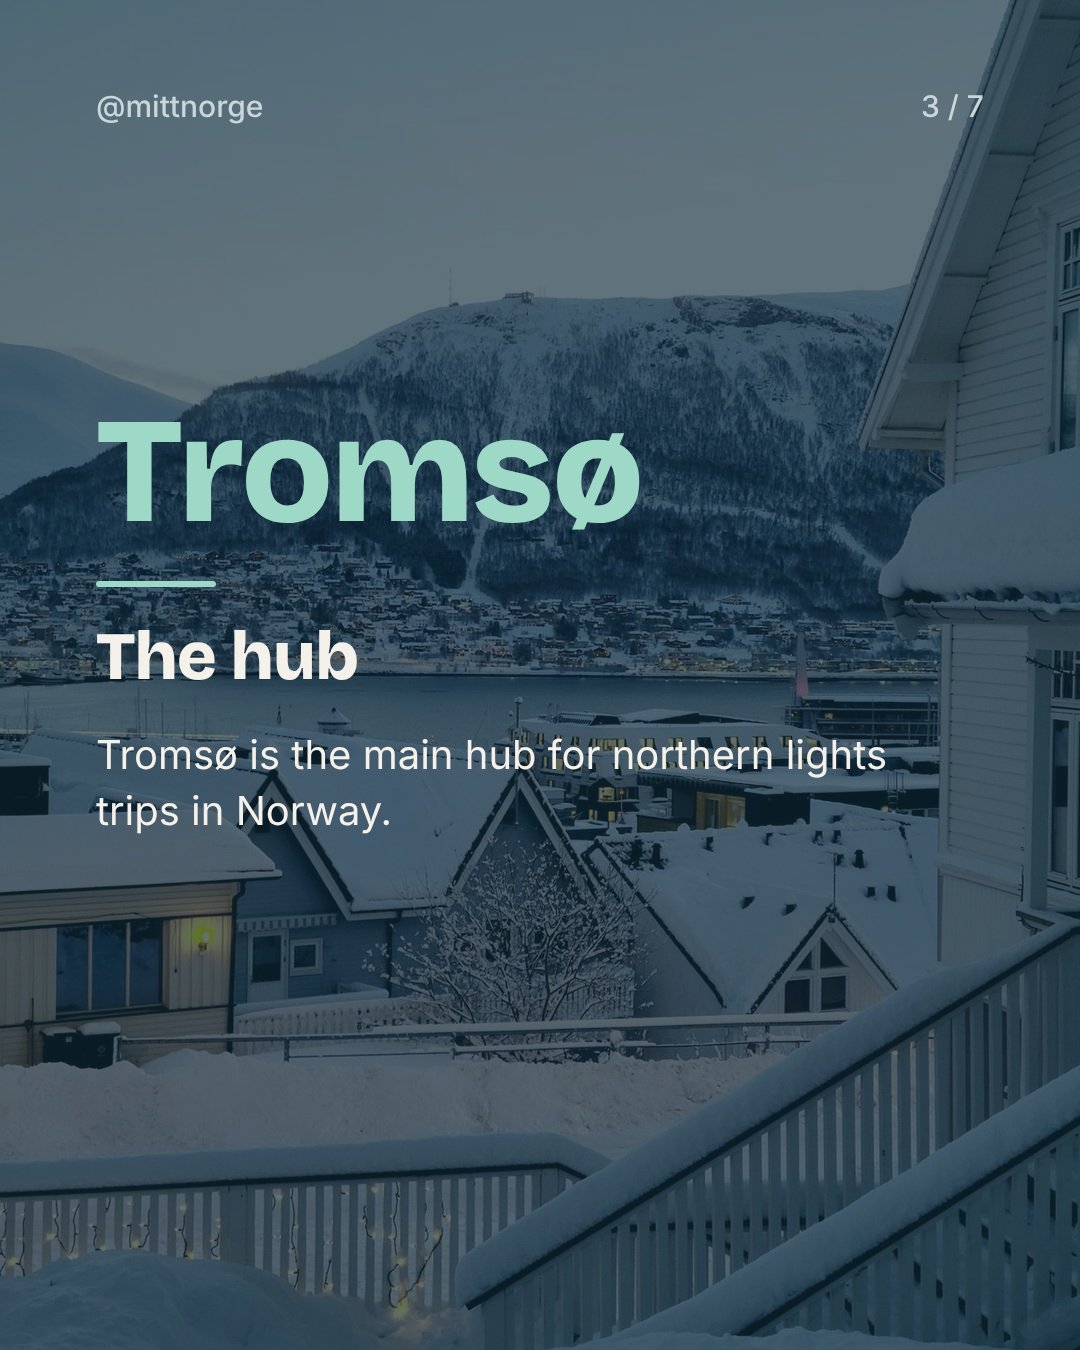 @mittnorge
3 / 7
Tromsø
The hub
Tromsø is the main hub for northern lights
trips in Norway.